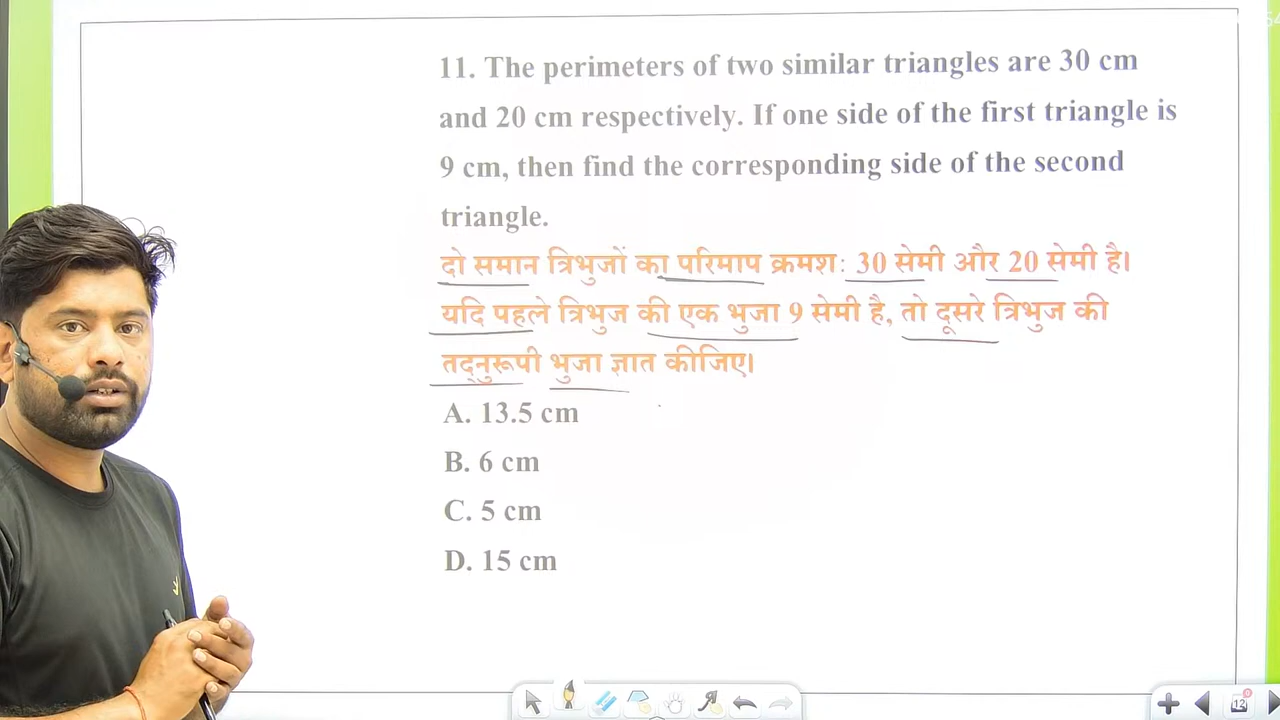 11. The perimeters of two similar triangles are 30 cm
and 20 cm respectively. If one side of the first triangle is
9 cm, then find the corresponding side of the second
triangle.
दो समान त्रिभुजों का परिमाप क्रमश: 30 सेमी और 20 सेमी है।
यदि पहले त्रिभुज की एक भुजा 9 सेमी है, तो दूसरे त्रिभुज की
तद्नुरूपी भुजा ज्ञात कीजिए।
A. 13.5 cm
B. 6 cm
C. 5 cm
D. 15 cm
12